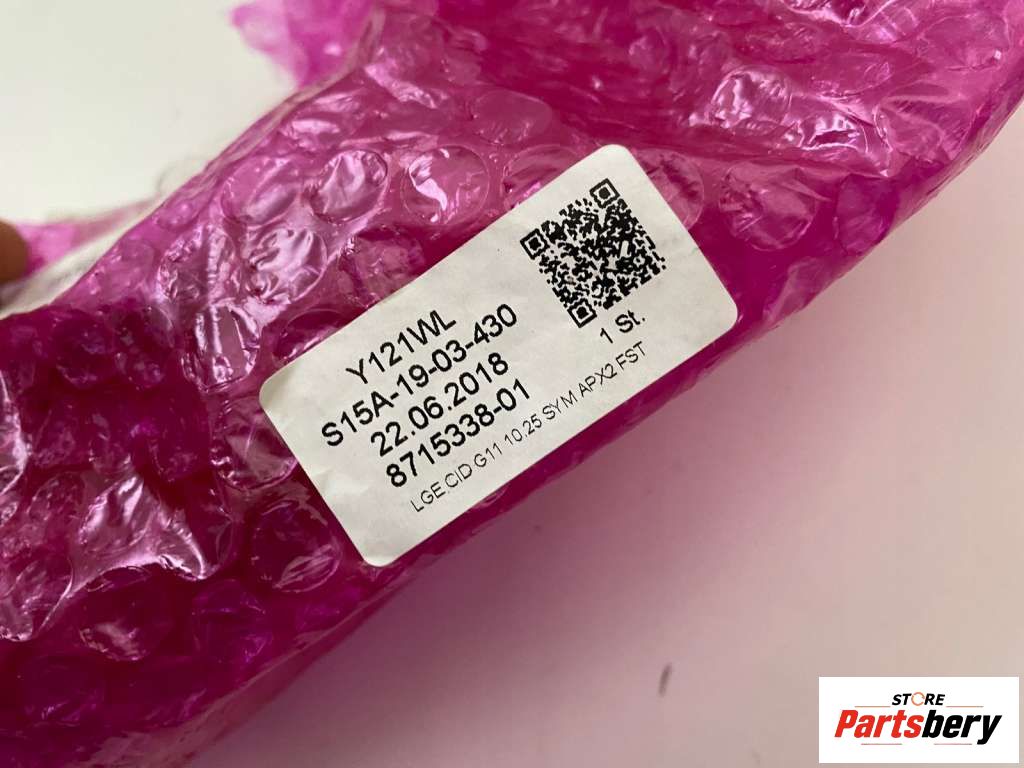 Y121WL
S15A-19-03-430
22.06.2018
8715338-01
1 St.
LGE.CID G11 10.25 SYM APX2 FST
STORE
Partsbery